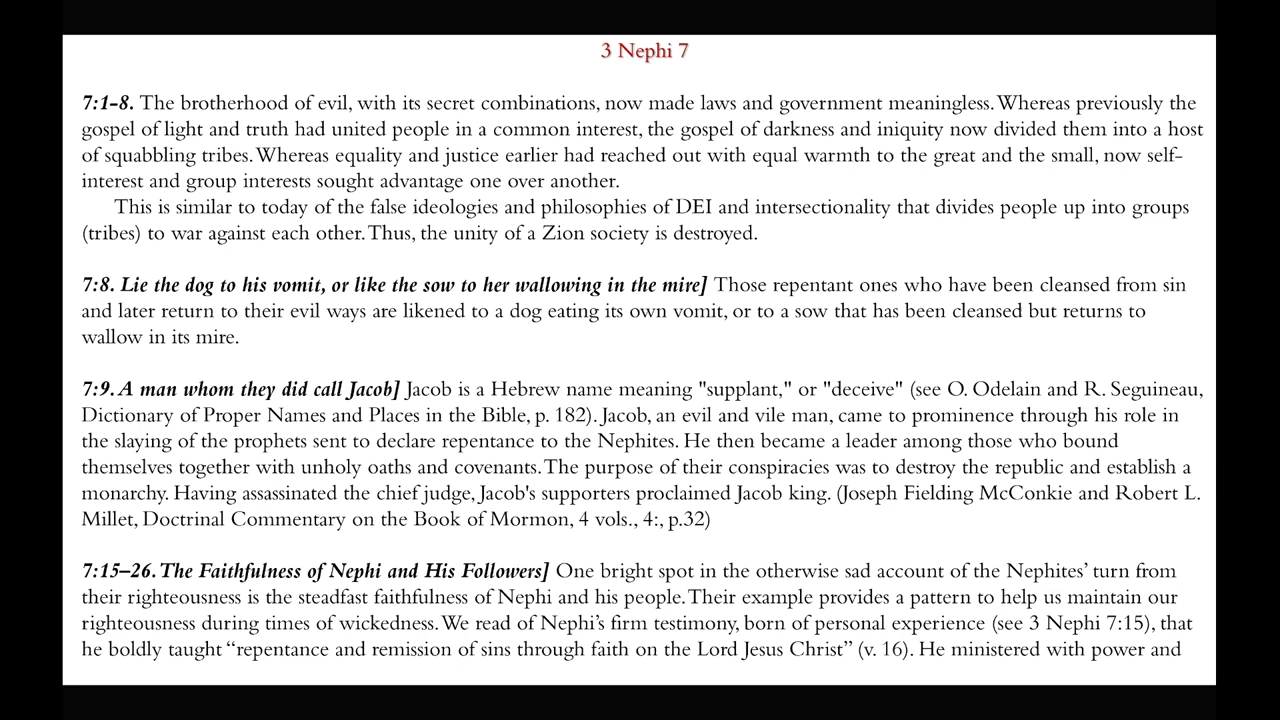 3 Nephi 7
7:1-8. The brotherhood of evil, with its secret combinations, now made laws and government meaningless. Whereas previously the
gospel of light and truth had united people in a common interest, the gospel of darkness and iniquity now divided them into a host
of squabbling tribes. Whereas equality and justice earlier had reached out with equal warmth to the great and the small, now self-
interest and group interests sought advantage one over another.
This is similar to today of the false ideologies and philosophies of DEI and intersectionality that divides people up into groups
(tribes) to war against each other. Thus, the unity of a Zion society is destroyed.
7:8. Lie the dog to his vomit, or like the sow to her wallowing in the mire] Those repentant ones who have been cleansed from sin
and later return to their evil ways are likened to a dog eating its own vomit, or to a sow that has been cleansed but returns to
wallow in its mire.
7:9. A man whom they did call Jacob] Jacob is a Hebrew name meaning "supplant," or "deceive" (see O. Odelain and R. Seguineau,
Dictionary of Proper Names and Places in the Bible, p. 182). Jacob, an evil and vile man, came to prominence through his role in
the slaying of the prophets sent to declare repentance to the Nephites. He then became a leader among those who bound
themselves together with unholy oaths and covenants. The purpose of their conspiracies was to destroy the republic and establish a
monarchy. Having assassinated the chief judge, Jacob's supporters proclaimed Jacob king. (Joseph Fielding McConkie and Robert L.
Millet, Doctrinal Commentary on the Book of Mormon, 4 vols., 4:, p.32)
7:15–26. The Faithfulness of Nephi and His Followers] One bright spot in the otherwise sad account of the Nephites’ turn from
their righteousness is the steadfast faithfulness of Nephi and his people. Their example provides a pattern to help us maintain our
righteousness during times of wickedness. We read of Nephi’s firm testimony, born of personal experience (see 3 Nephi 7:15), that
he boldly taught “repentance and remission of sins through faith on the Lord Jesus Christ” (v. 16). He ministered with power and